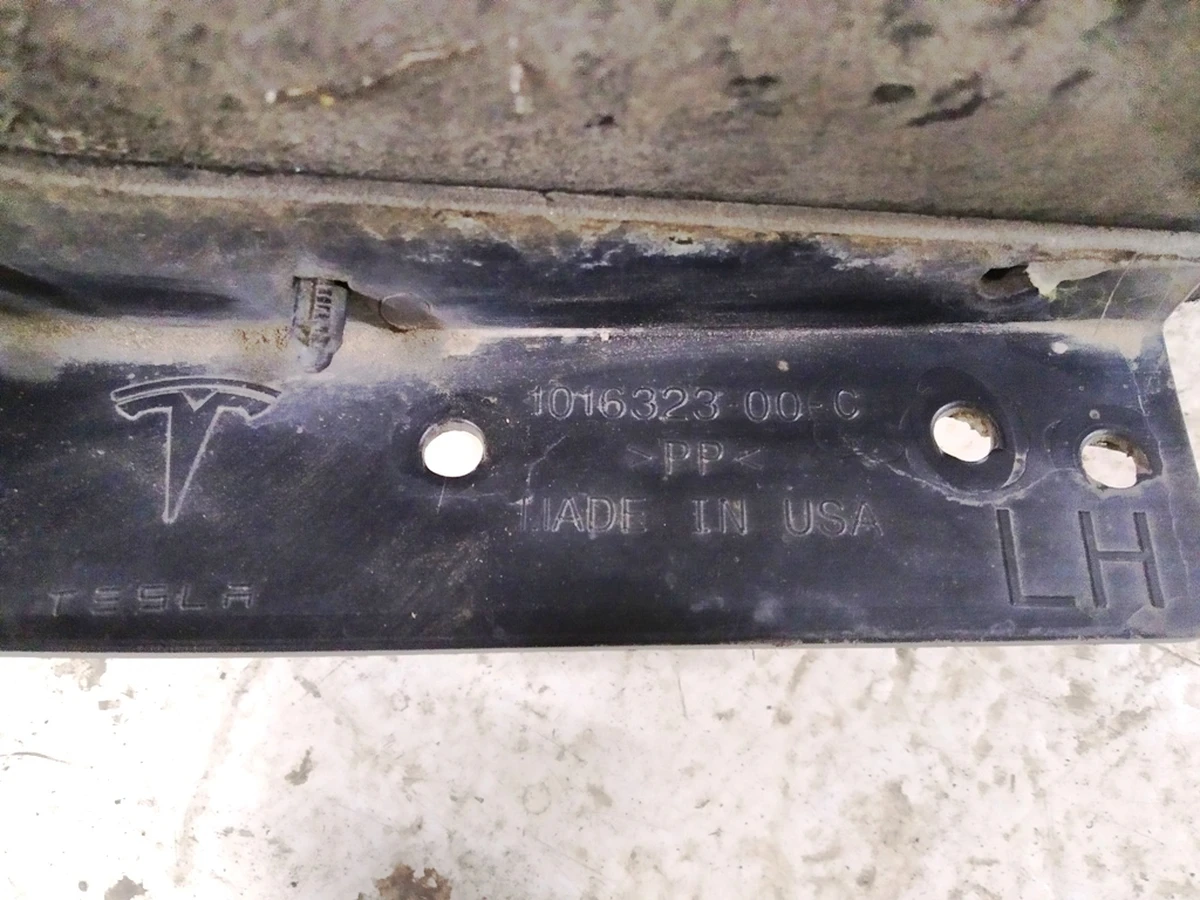 1016323-00-C
>PP<
MADE IN USA
LH
TESLA